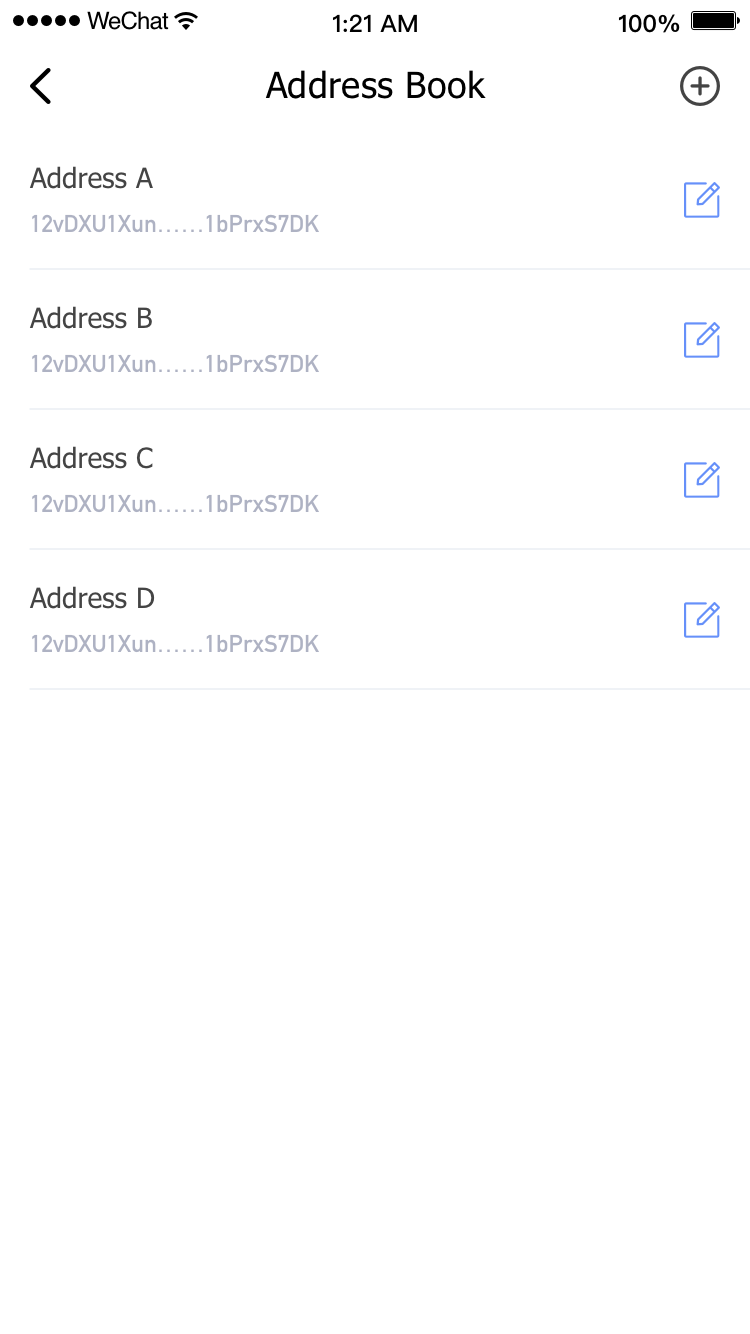 WeChat 1:21 AM 100%
Address Book
Address A
12vDXU1Xun......1bPrxS7DK
Address B
12vDXU1Xun......1bPrxS7DK
Address C
12vDXU1Xun......1bPrxS7DK
Address D
12vDXU1Xun......1bPrxS7DK